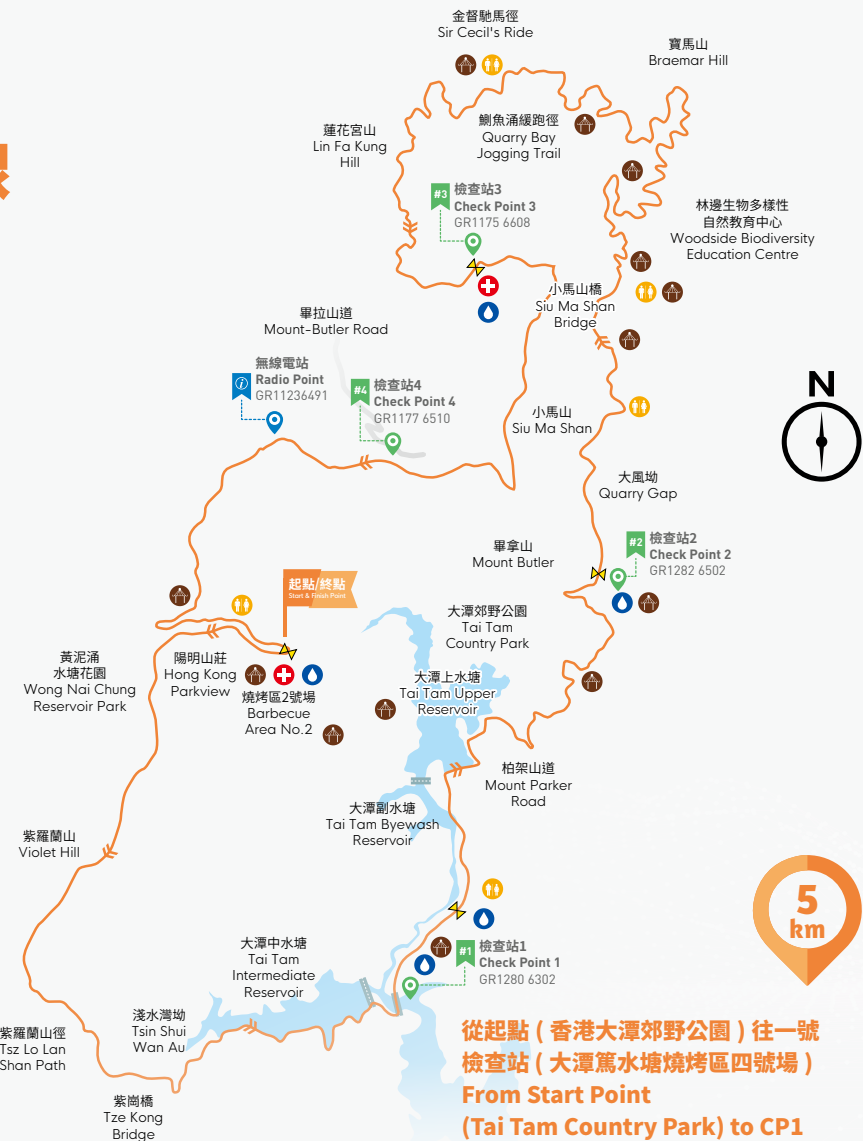 金督馳馬徑
Sir Cecil's Ride
寶馬山
Braemar Hill
蓮花宮山
Lin Fa Kung
Hill
鰂魚涌緩跑徑
Quarry Bay
Jogging Trail
#3
檢查站3
Check Point 3
GR1175 6608
林邊生物多樣性
自然教育中心
Woodside Biodiversity
Education Centre
小馬山橋
Siu Ma Shan
Bridge
畢拉山道
Mount-Butler Road
無線電站
Radio Point
GR11236491
#4
檢查站4
Check Point 4
GR1177 6510
N
小馬山
Siu Ma Shan
大風坳
Quarry Gap
畢拿山
Mount Butler
#2
檢查站2
Check Point 2
GR1282 6502
起點/終點
Start & Finish Point
大潭郊野公園
Tai Tam
Country Park
黃泥涌
水塘花園
Wong Nai Chung
Reservoir Park
陽明山莊
Hong Kong
Parkview
燒烤區2號場
Barbecue
Area No.2
大潭上水塘
Tai Tam Upper
Reservoir
柏架山道
Mount Parker
Road
大潭副水塘
Tai Tam Byewash
Reservoir
紫羅蘭山
Violet Hill
5
km
大潭中水塘
Tai Tam
Intermediate
Reservoir
#1
檢查站1
Check Point 1
GR1280 6302
淺水灣坳
Tsin Shui
Wan Au
紫羅蘭山徑
Tsz Lo Lan
Shan Path
紫崗橋
Tze Kong
Bridge
從起點 ( 香港大潭郊野公園 ) 往一號
檢查站 ( 大潭篤水塘燒烤區四號場 )
From Start Point
(Tai Tam Country Park) to CP1